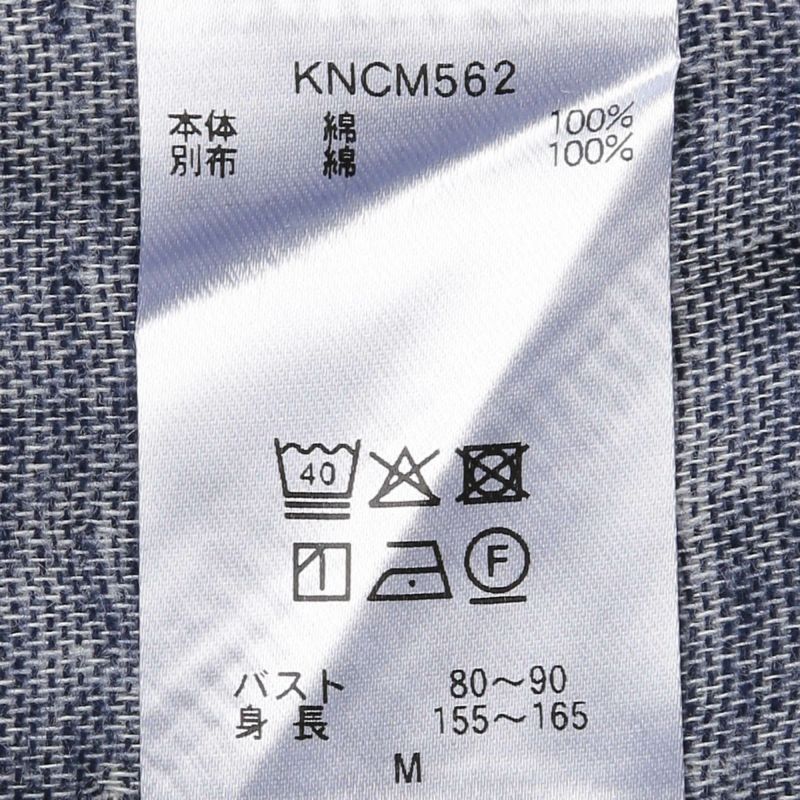 KNCM562
本体 綿 100%
別布 綿 100%
40
F
バスト 80～90
身長 155～165
M